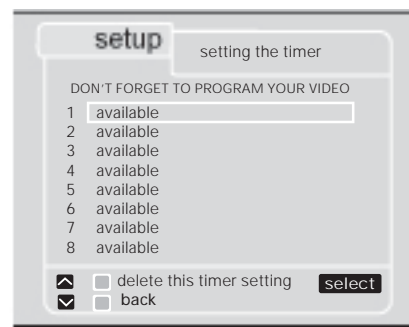 setup
setting the timer
DON'T FORGET TO PROGRAM YOUR VIDEO
1 available
2 available
3 available
4 available
5 available
6 available
7 available
8 available
delete this timer setting select
back